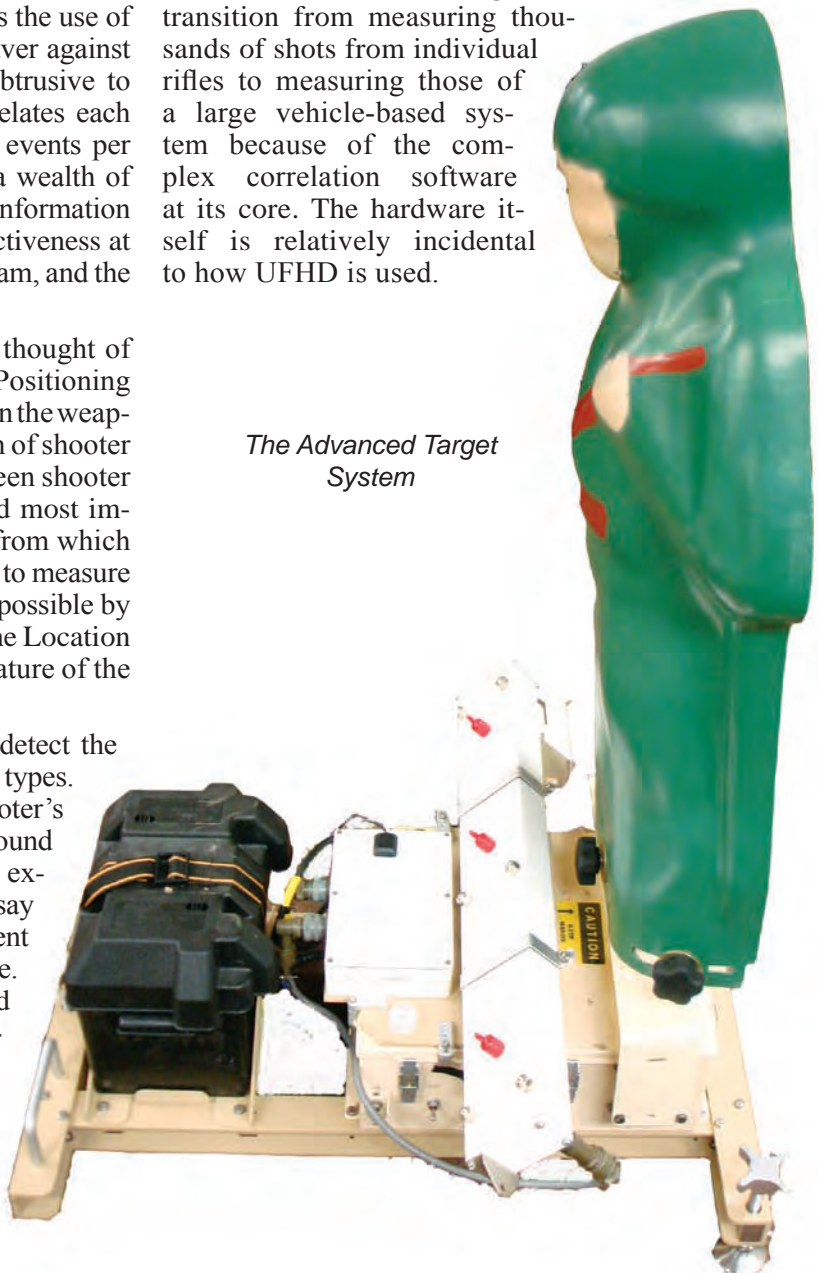 s the use of
ver against
btrusive to
elates each
events per
a wealth of
nformation
ctiveness at
am, and the
thought of
Positioning
n the weap-
n of shooter
een shooter
d most im-
from which
to measure
possible by
ne Location
ature of the
detect the
types.
oter’s
ound
ex-
say
ent
e.
d
.
transition from measuring thou-
sands of shots from individual
rifles to measuring those of
a large vehicle-based sys-
tem because of the com-
plex correlation software
at its core. The hardware it-
self is relatively incidental
to how UFHD is used.
The Advanced Target
System
CAUTION